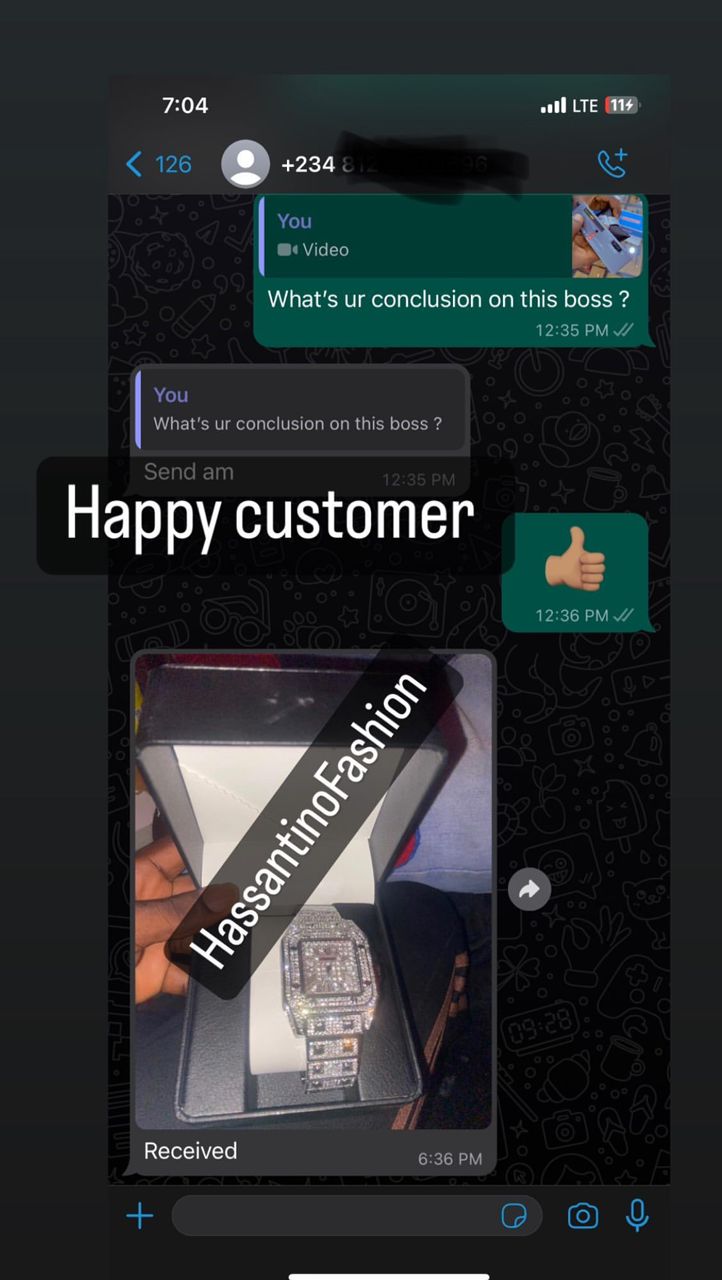 7:04
LTE 11
126
+234
You
Video
What's ur conclusion on this boss ?
12:35 PM
You
What's ur conclusion on this boss ?
Send am
12:35 PM
Happy customer
12:36 PM
HassantinoFashion
Received
6:36 PM